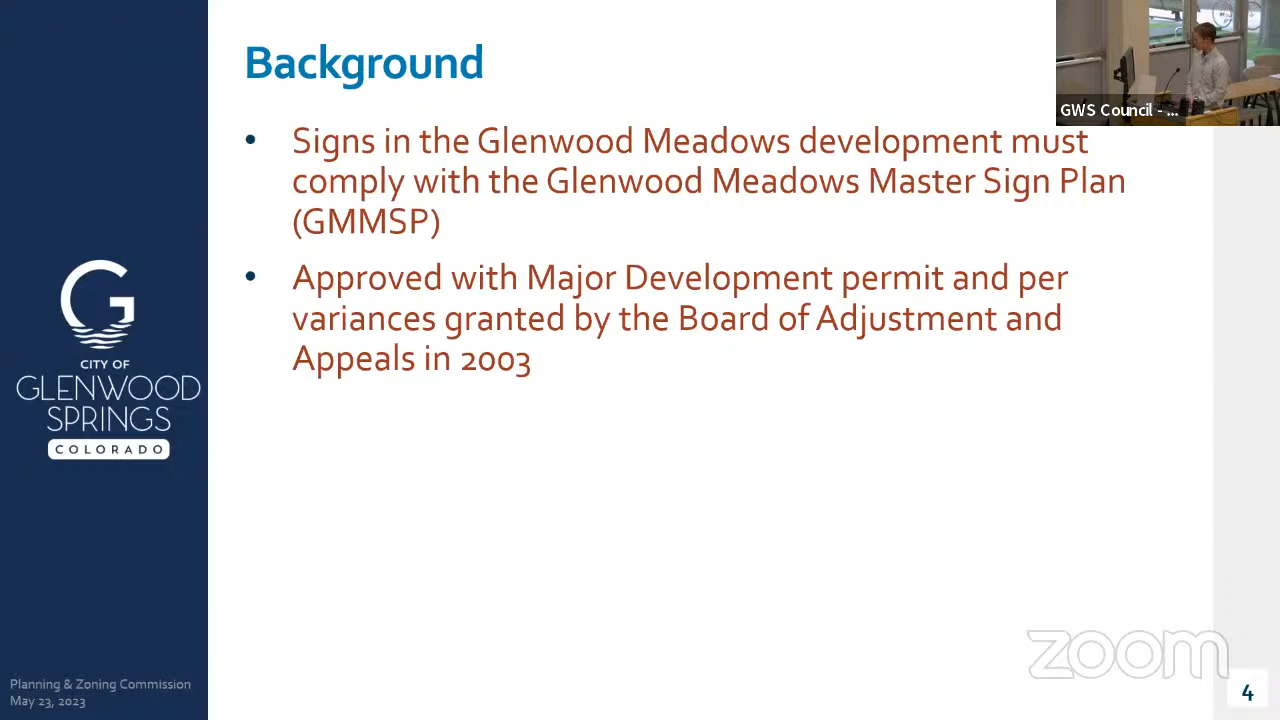 Background
GWS Council - ...
• Signs in the Glenwood Meadows development must
comply with the Glenwood Meadows Master Sign Plan
(GMMSP)
• Approved with Major Development permit and per
variances granted by the Board of Adjustment and
Appeals in 2003
G
CITY OF
GLENWOOD
SPRINGS
COLORADO
Planning & Zoning Commission
May 23, 2023
zoom
4